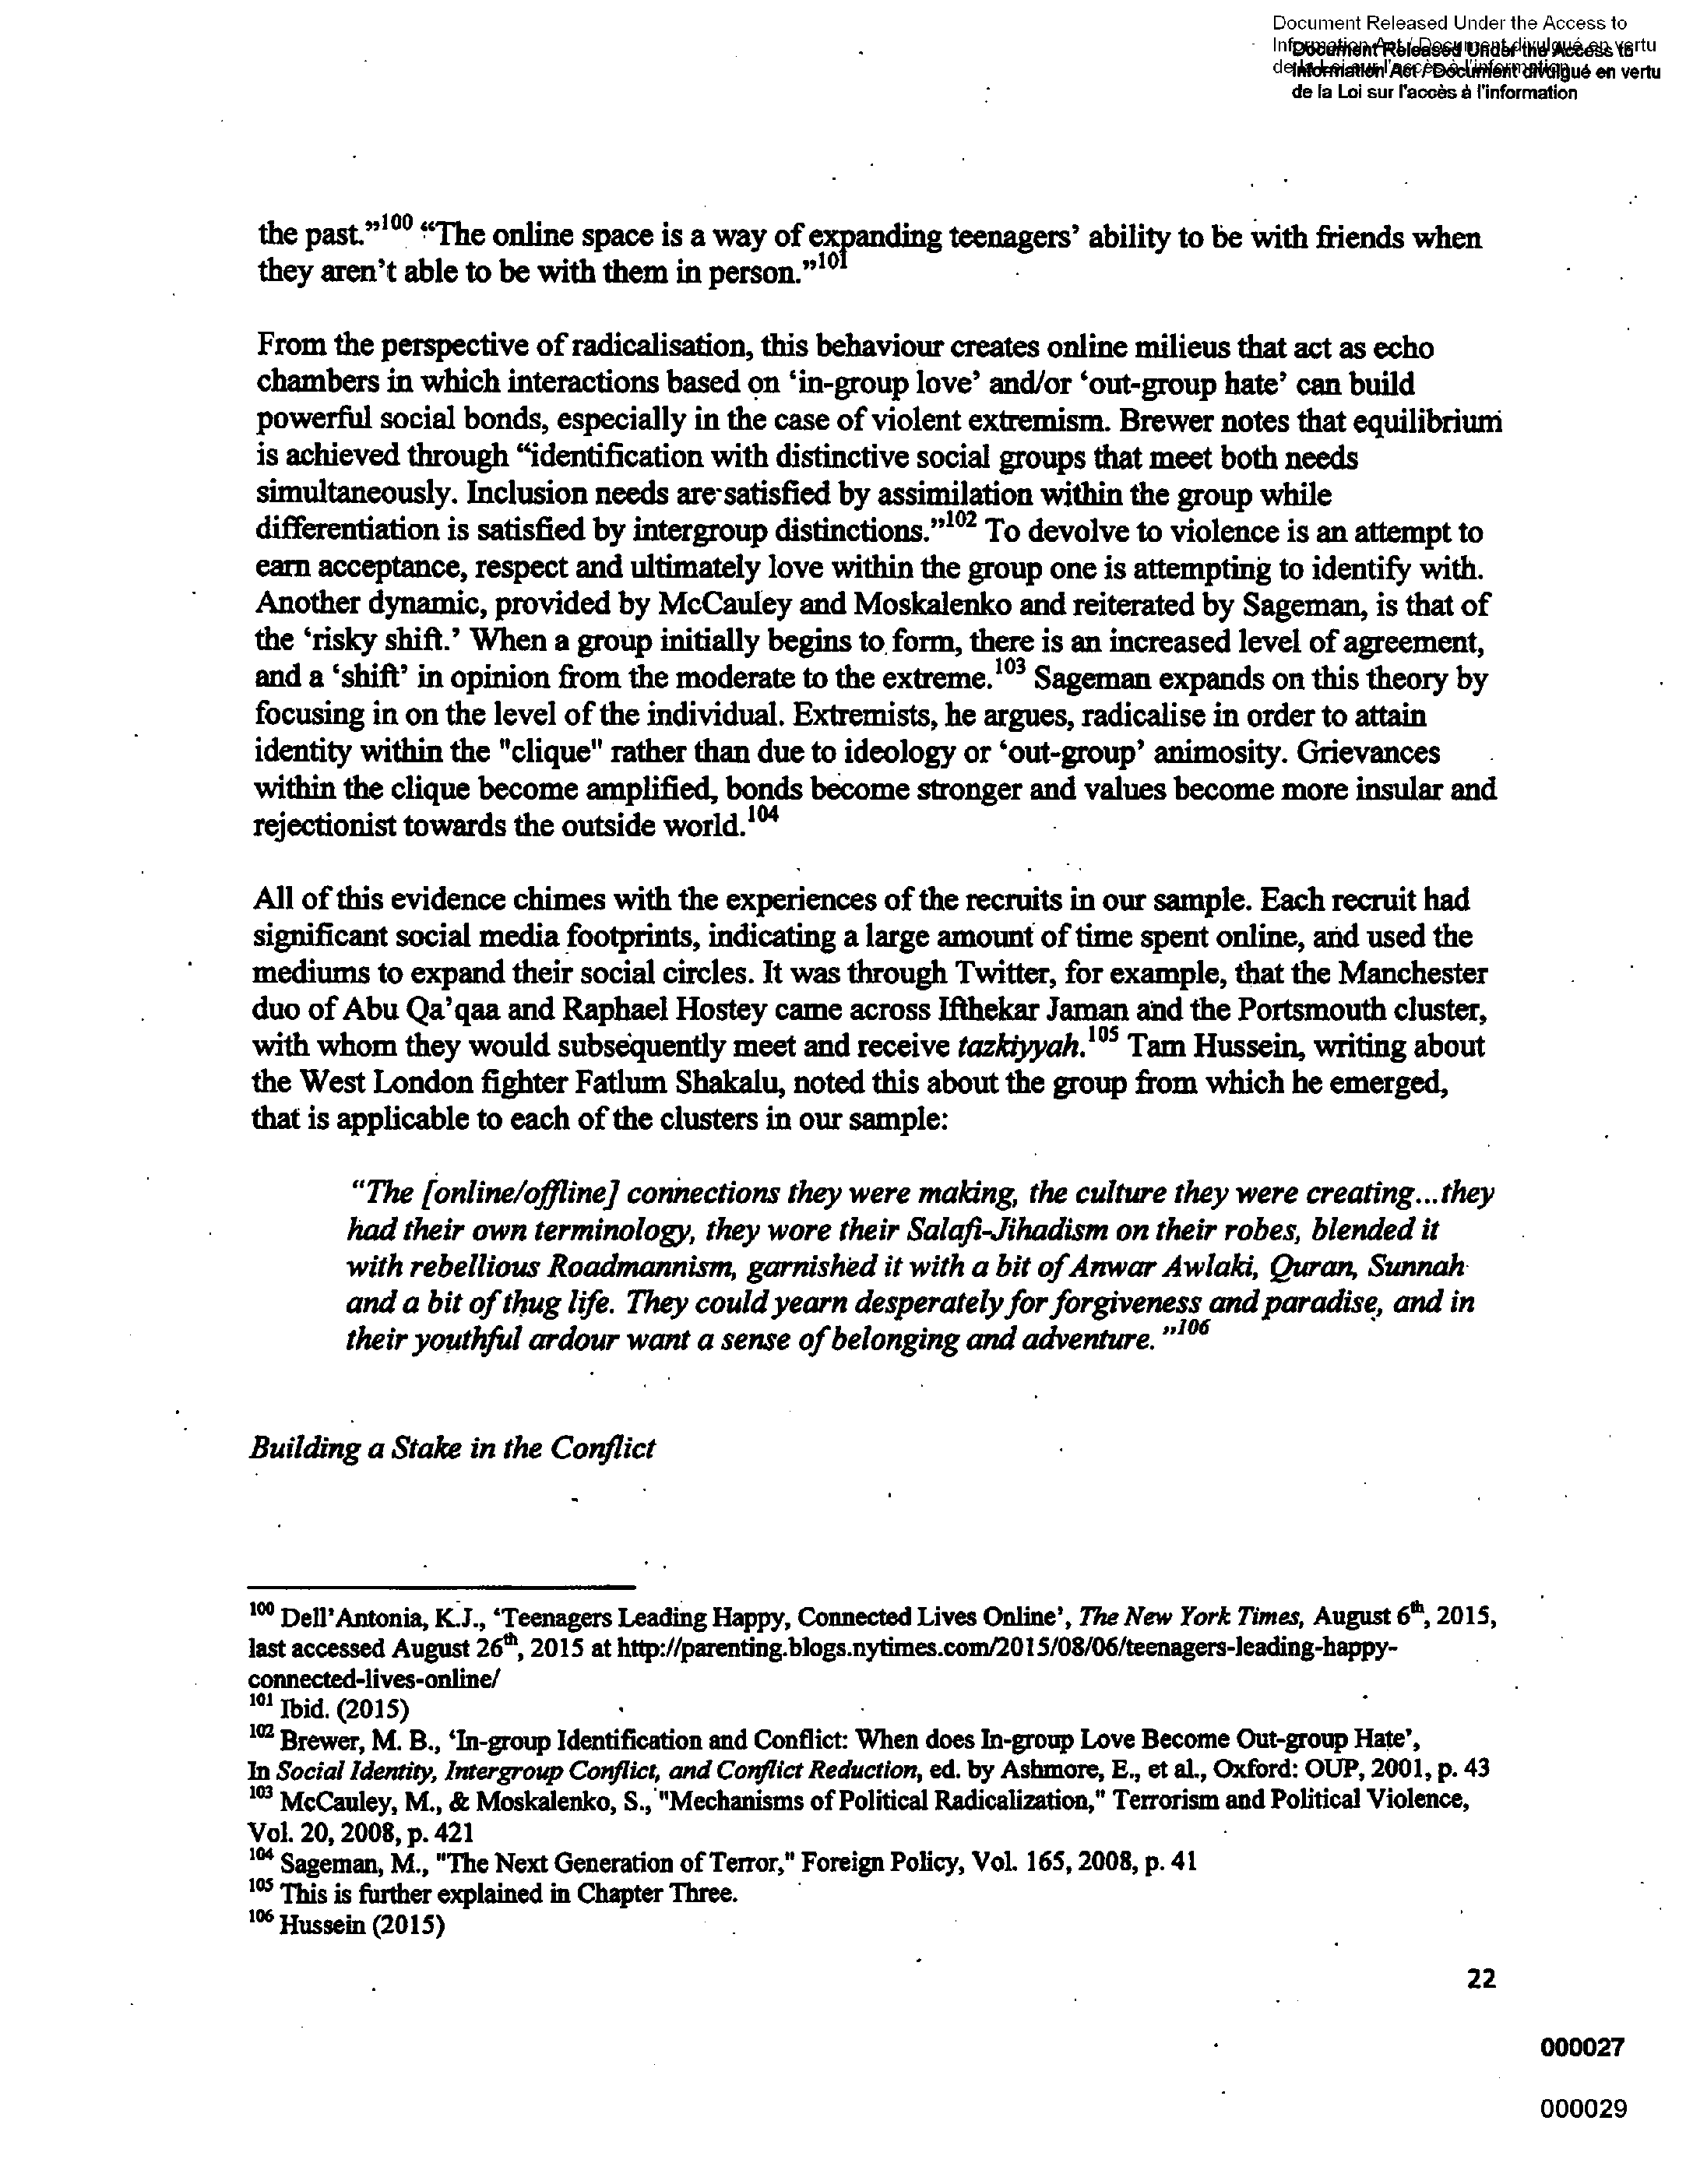 Document Released Under the Access to
Information Act / Document divulgué en vertu
de la Loi sur l'accès à l'information
Document Released Under the Access to
Information Act / Document divulgué en vertu
de la Loi sur l'accès à l'information
the past.”100 “The online space is a way of expanding teenagers’ ability to be with friends when
they aren’t able to be with them in person.”101
From the perspective of radicalisation, this behaviour creates online milieus that act as echo
chambers in which interactions based on ‘in-group love’ and/or ‘out-group hate’ can build
powerful social bonds, especially in the case of violent extremism. Brewer notes that equilibrium
is achieved through “identification with distinctive social groups that meet both needs
simultaneously. Inclusion needs are satisfied by assimilation within the group while
differentiation is satisfied by intergroup distinctions.”102 To devolve to violence is an attempt to
earn acceptance, respect and ultimately love within the group one is attempting to identify with.
Another dynamic, provided by McCauley and Moskalenko and reiterated by Sageman, is that of
the ‘risky shift.’ When a group initially begins to form, there is an increased level of agreement,
and a ‘shift’ in opinion from the moderate to the extreme.103 Sageman expands on this theory by
focusing in on the level of the individual. Extremists, he argues, radicalise in order to attain
identity within the "clique" rather than due to ideology or ‘out-group’ animosity. Grievances
within the clique become amplified, bonds become stronger and values become more insular and
rejectionist towards the outside world.104
All of this evidence chimes with the experiences of the recruits in our sample. Each recruit had
significant social media footprints, indicating a large amount of time spent online, and used the
mediums to expand their social circles. It was through Twitter, for example, that the Manchester
duo of Abu Qa’qaa and Raphael Hostey came across Ifthekar Jaman and the Portsmouth cluster,
with whom they would subsequently meet and receive tazkiyyah.105 Tam Hussein, writing about
the West London fighter Fatlum Shakalu, noted this about the group from which he emerged,
that is applicable to each of the clusters in our sample:
“The [online/offline] connections they were making, the culture they were creating...they
had their own terminology, they wore their Salafi-Jihadism on their robes, blended it
with rebellious Roadmannism, garnished it with a bit of Anwar Awlaki, Quran, Sunnah
and a bit of thug life. They could yearn desperately for forgiveness and paradise, and in
their youthful ardour want a sense of belonging and adventure.”106
Building a Stake in the Conflict
100 Dell’Antonia, K.J., ‘Teenagers Leading Happy, Connected Lives Online’, The New York Times, August 6th, 2015,
last accessed August 26th, 2015 at http://parenting.blogs.nytimes.com/2015/08/06/teenagers-leading-happy-
connected-lives-online/
101 Ibid. (2015)
102 Brewer, M. B., ‘In-group Identification and Conflict: When does In-group Love Become Out-group Hate’,
In Social Identity, Intergroup Conflict, and Conflict Reduction, ed. by Ashmore, E., et al., Oxford: OUP, 2001, p. 43
103 McCauley, M., & Moskalenko, S., "Mechanisms of Political Radicalization," Terrorism and Political Violence,
Vol. 20, 2008, p. 421
104 Sageman, M., "The Next Generation of Terror," Foreign Policy, Vol. 165, 2008, p. 41
105 This is further explained in Chapter Three.
106 Hussein (2015)
22
000027
000029